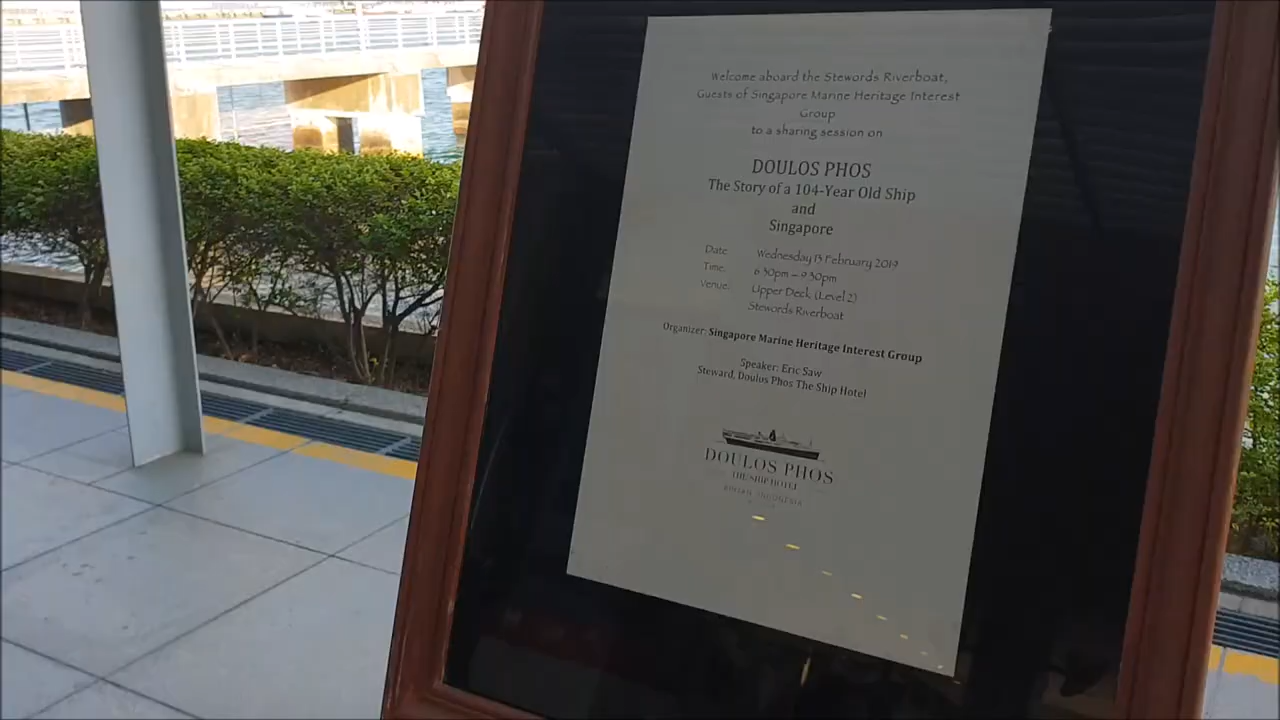 Welcome aboard the Stewords Riverboat,
Guests of Singapore Marine Heritage Interest
Group
to a sharing session on
DOULOS PHOS
The Story of a 104-Year Old Ship
and
Singapore
Date: Wednesday 13 February 2019
Time: 6.30pm – 9.30pm
Venue: Upper Deck (Level 2)
Stewords Riverboat
Organizer: Singapore Marine Heritage Interest Group
Speaker: Eric Saw
Steward, Doulos Phos The Ship Hotel
DOULOS PHOS
THE SHIP HOTEL
BINTAN, INDONESIA